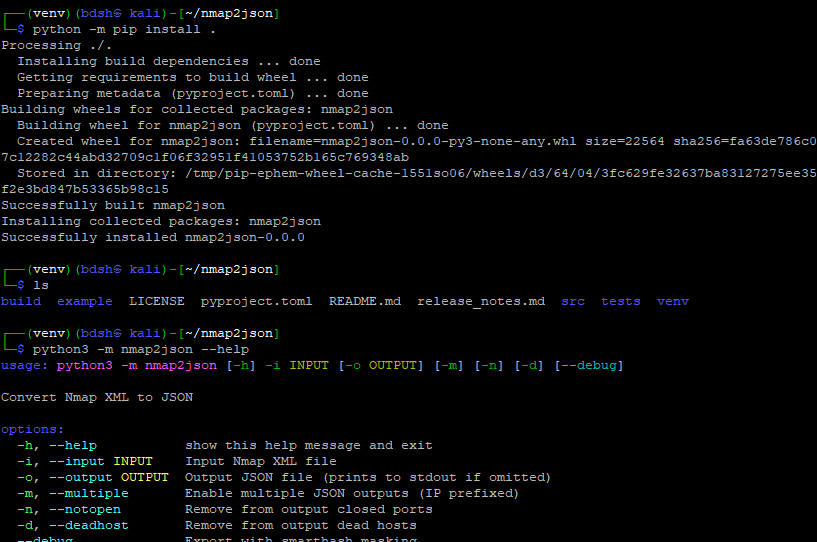 ┌──(venv)(bdsh㉿ kali)-[~/nmap2json]
└─$ python -m pip install .
Processing ./.
  Installing build dependencies ... done
  Getting requirements to build wheel ... done
  Preparing metadata (pyproject.toml) ... done
Building wheels for collected packages: nmap2json
  Building wheel for nmap2json (pyproject.toml) ... done
  Created wheel for nmap2json: filename=nmap2json-0.0.0-py3-none-any.whl size=22564 sha256=fa63de786c0
7c12282c44abd32709c1f06f32951f41053752b165c769348ab
  Stored in directory: /tmp/pip-ephem-wheel-cache-155lso06/wheels/d3/64/04/3fc629fe32637ba83127275ee35
f2e3bd847b53365b98c15
Successfully built nmap2json
Installing collected packages: nmap2json
Successfully installed nmap2json-0.0.0
┌──(venv)(bdsh㉿ kali)-[~/nmap2json]
└─$ ls
build  example  LICENSE  pyproject.toml  README.md  release_notes.md  src  tests  venv
┌──(venv)(bdsh㉿ kali)-[~/nmap2json]
└─$ python3 -m nmap2json --help
usage: python3 -m nmap2json [-h] -i INPUT [-o OUTPUT] [-m] [-n] [-d] [--debug]
Convert Nmap XML to JSON
options:
  -h, --help           show this help message and exit
  -i, --input INPUT    Input Nmap XML file
  -o, --output OUTPUT  Output JSON file (prints to stdout if omitted)
  -m, --multiple       Enable multiple JSON outputs (IP prefixed)
  -n, --notopen        Remove from output closed ports
  -d, --deadhost       Remove from output dead hosts
  --debug              Export with smarthash masking